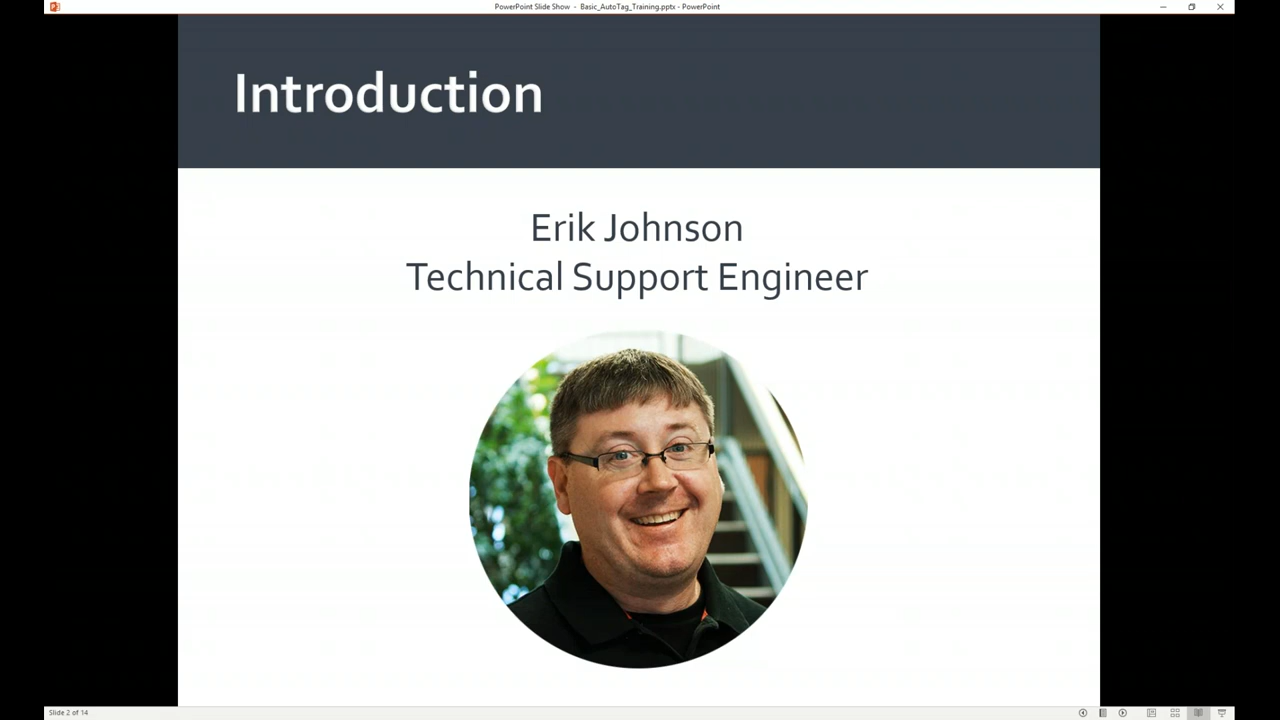 PowerPoint Slide Show - Basic_AutoTag_Training.pptx - PowerPoint
Introduction
Erik Johnson
Technical Support Engineer
Slide 2 of 14